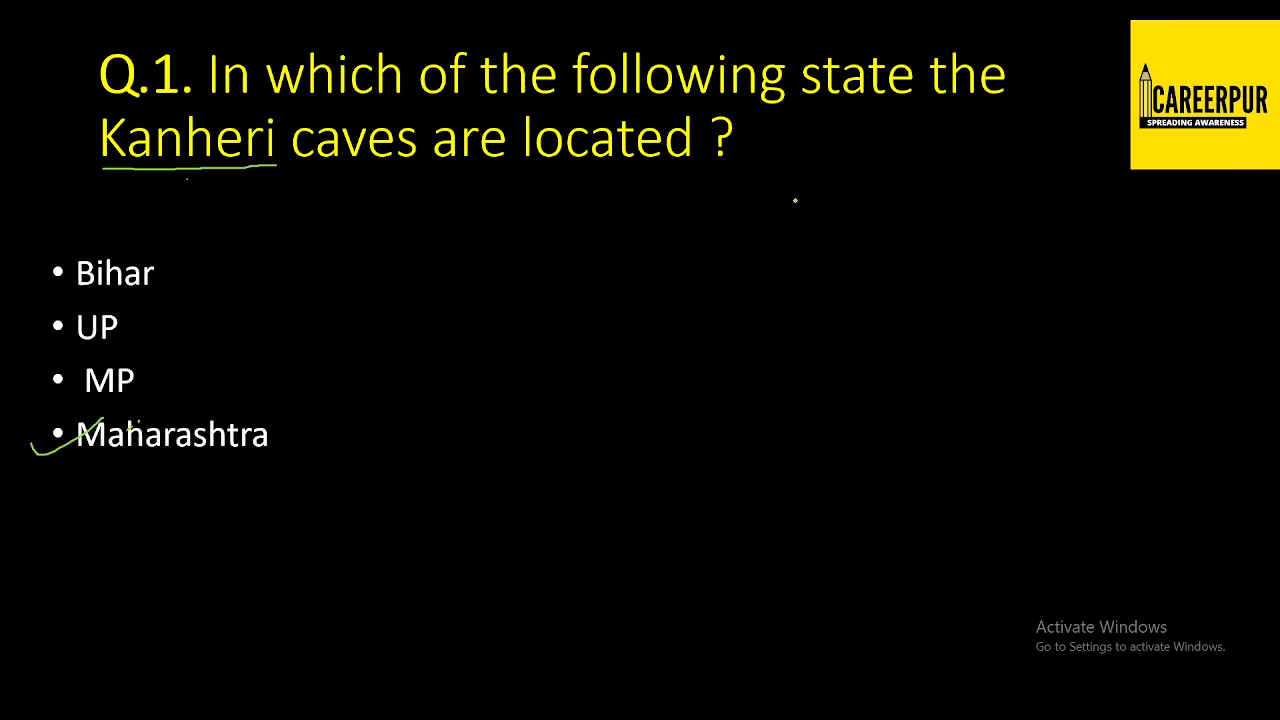 Q.1. In which of the following state the
Kanheri caves are located ?
CAREERPUR
SPREADING AWARENESS
• Bihar
• UP
• MP
• Maharashtra
Activate Windows
Go to Settings to activate Windows.